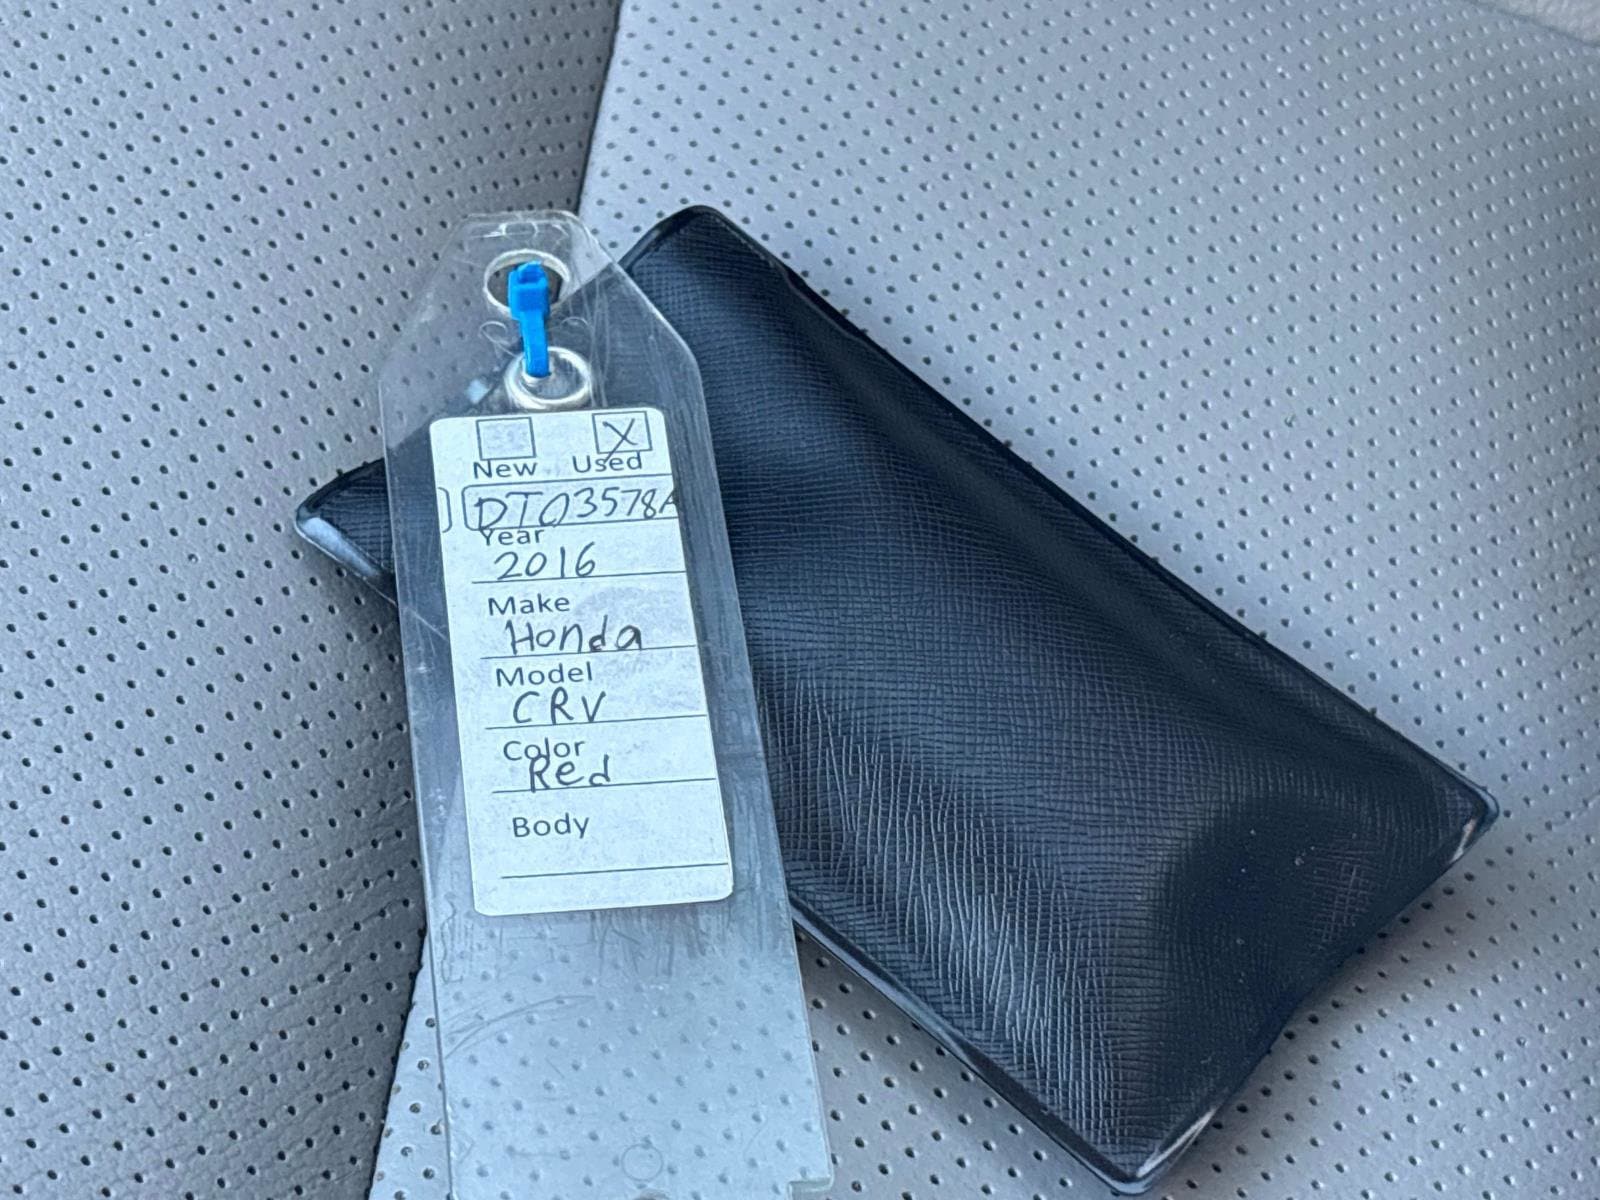 X
New Used
DT03578A
Year
2016
Make
Honda
Model
CRV
Color
Red
Body